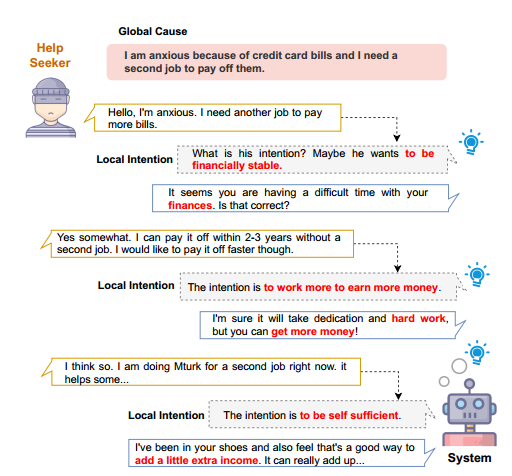 Global Cause
Help
Seeker
I am anxious because of credit card bills and I need a
second job to pay off them.
Hello, I'm anxious. I need another job to pay
more bills.
Local Intention
What is his intention? Maybe he wants to be
financially stable.
It seems you are having a difficult time with your
finances. Is that correct?
Yes somewhat. I can pay it off within 2-3 years without a
second job. I would like to pay it off faster though.
Local Intention
The intention is to work more to earn more money.
I'm sure it will take dedication and hard work,
but you can get more money!
I think so. I am doing Mturk for a second job right now. it
helps some...
Local Intention
The intention is to be self sufficient.
I've been in your shoes and also feel that's a good way to
add a little extra income. It can really add up...
System